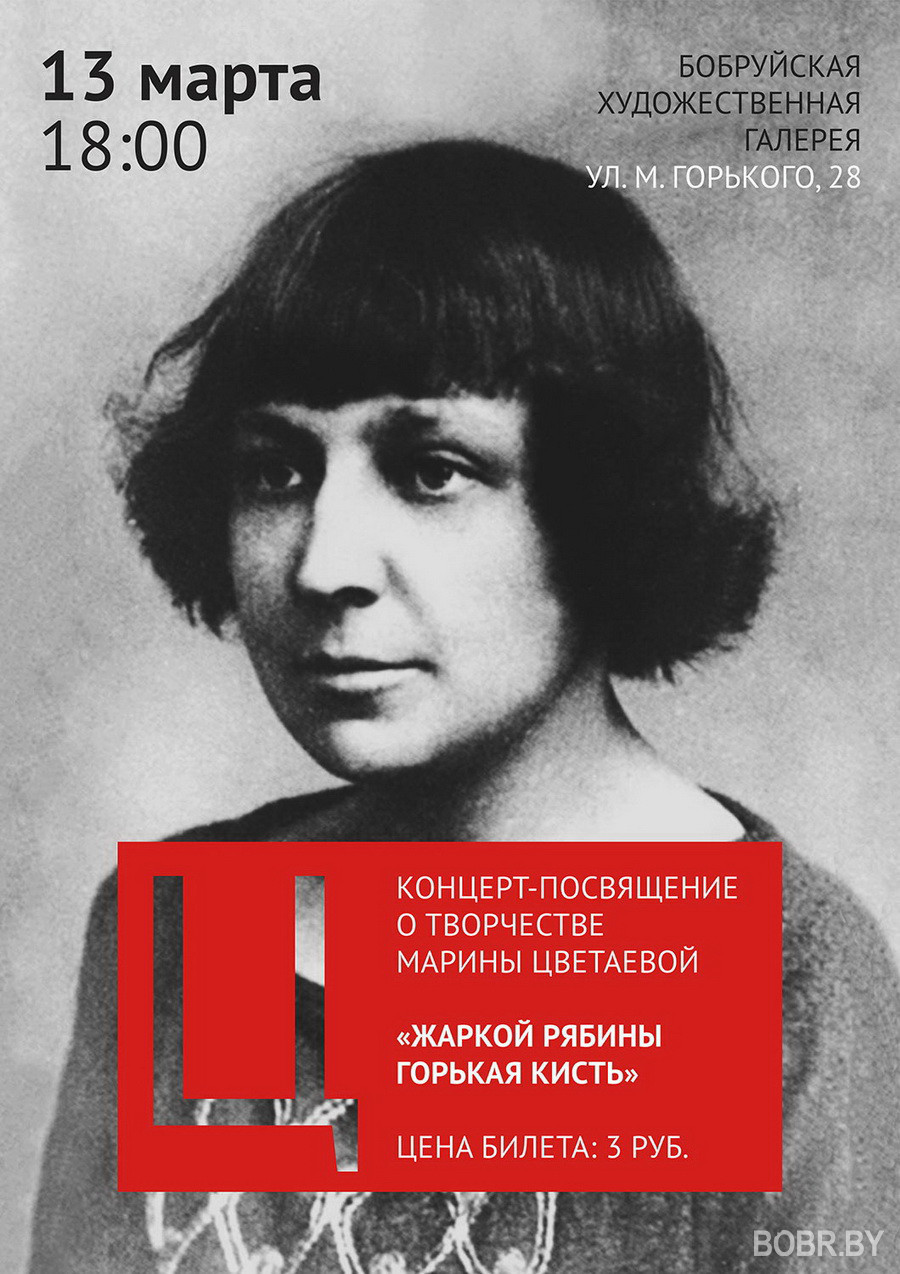 13 марта
18:00
БОБРУЙСКАЯ
ХУДОЖЕСТВЕННАЯ
ГАЛЕРЕЯ
УЛ. М. ГОРЬКОГО, 28
Ц
КОНЦЕРТ-ПОСВЯЩЕНИЕ
О ТВОРЧЕСТВЕ
МАРИНЫ ЦВЕТАЕВОЙ
«ЖАРКОЙ РЯБИНЫ
ГОРЬКАЯ КИСТЬ»
ЦЕНА БИЛЕТА: 3 РУБ.
BOBR.BY